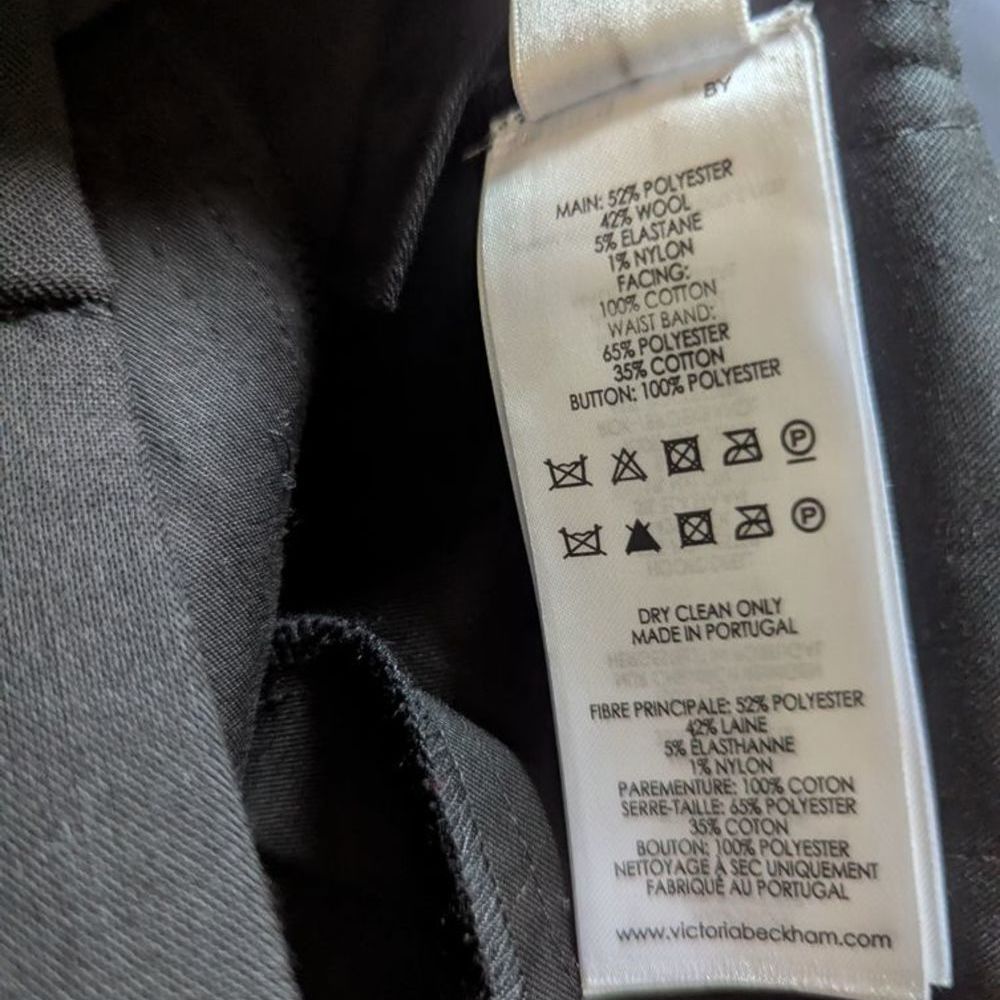 BY
MAIN: 52% POLYESTER
42% WOOL
5% ELASTANE
1% NYLON
FACING:
100% COTTON
WAIST BAND:
65% POLYESTER
35% COTTON
BUTTON: 100% POLYESTER
P
P
DRY CLEAN ONLY
MADE IN PORTUGAL
FIBRE PRINCIPALE: 52% POLYESTER
42% LAINE
5% ÉLASTHANNE
1% NYLON
PAREMENTURE: 100% COTON
SERRE-TAILLE: 65% POLYESTER
35% COTON
BOUTON: 100% POLYESTER
NETTOYAGE À SEC UNIQUEMENT
FABRIQUÉ AU PORTUGAL
www.victoriabeckham.com